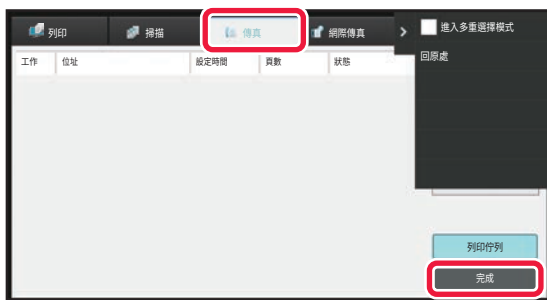 列印 掃描 傳真 網際傳真 > 進入多重選擇模式
工作 位址 設定時間 頁數 狀態 回原處
列印佇列
完成